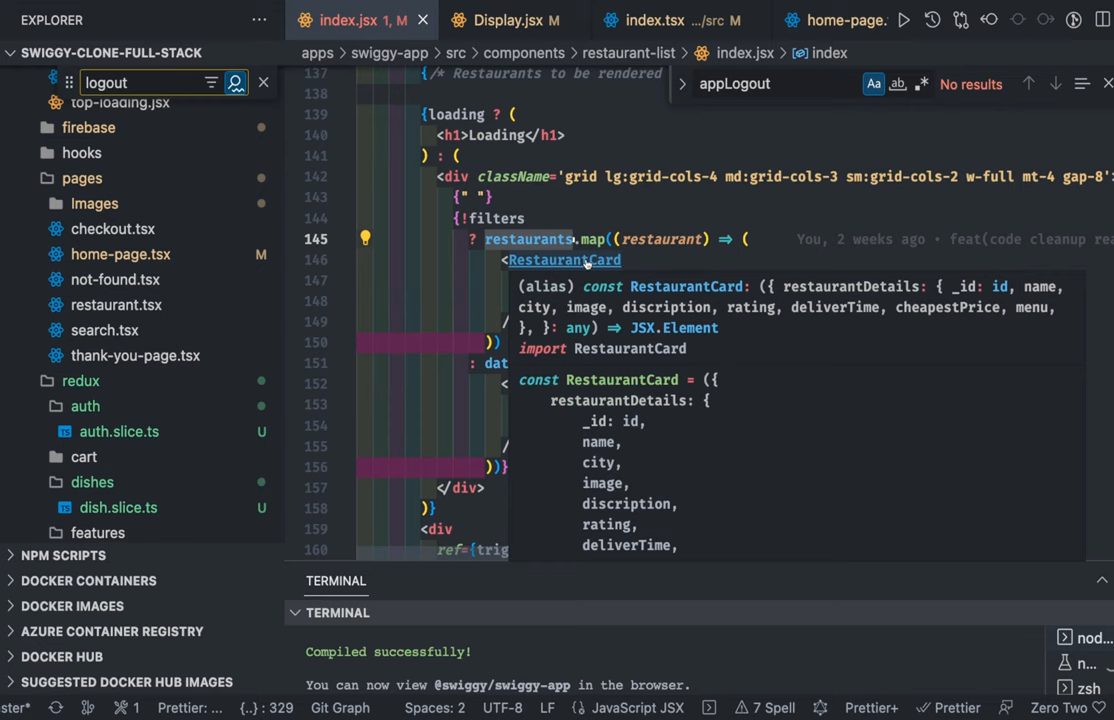 EXPLORER
index.jsx 1, M
Display.jsx M
index.tsx .../src M
home-page.
SWIGGY-CLONE-FULL-STACK
apps > swiggy-app > src > components > restaurant-list > index.jsx > index
logout
appLogout
Aa ab
No results
top-loading.jsx
firebase
hooks
pages
Images
checkout.tsx
home-page.tsx M
not-found.tsx
restaurant.tsx
search.tsx
thank-you-page.tsx
redux
auth
auth.slice.ts U
cart
dishes
dish.slice.ts U
features
NPM SCRIPTS
DOCKER CONTAINERS
DOCKER IMAGES
AZURE CONTAINER REGISTRY
DOCKER HUB
SUGGESTED DOCKER HUB IMAGES
137 {/* Restaurants to be rendered
138
139 {loading ? (
140 <h1>Loading</h1>
141 ) : (
142 <div className='grid lg:grid-cols-4 md:grid-cols-3 sm:grid-cols-2 w-full mt-4 gap-8'
143 {" "}
144 {!filters
145 ? restaurants.map((restaurant) => ( You, 2 weeks ago • feat(code cleanup rea
146 <RestaurantCard
147
148
149 /
150 ))
151 : dat
152 <
153
154
155 /
156 ))}
157 </div>
158 )}
159 <div
160 ref={trig
(alias) const RestaurantCard: ({ restaurantDetails: { _id: id, name,
city, image, discription, rating, deliverTime, cheapestPrice, menu,
}, }: any) => JSX.Element
import RestaurantCard
const RestaurantCard = ({
restaurantDetails: {
_id: id,
name,
city,
image,
discription,
rating,
deliverTime,
TERMINAL
TERMINAL
Compiled successfully!
You can now view @swiggy/swiggy-app in the browser.
nod...
n...
zsh
ster* 1 Prettier: ... {..} : 329 Git Graph Spaces: 2 UTF-8 LF {} JavaScript JSX 7 Spell Prettier+ Prettier Zero Two